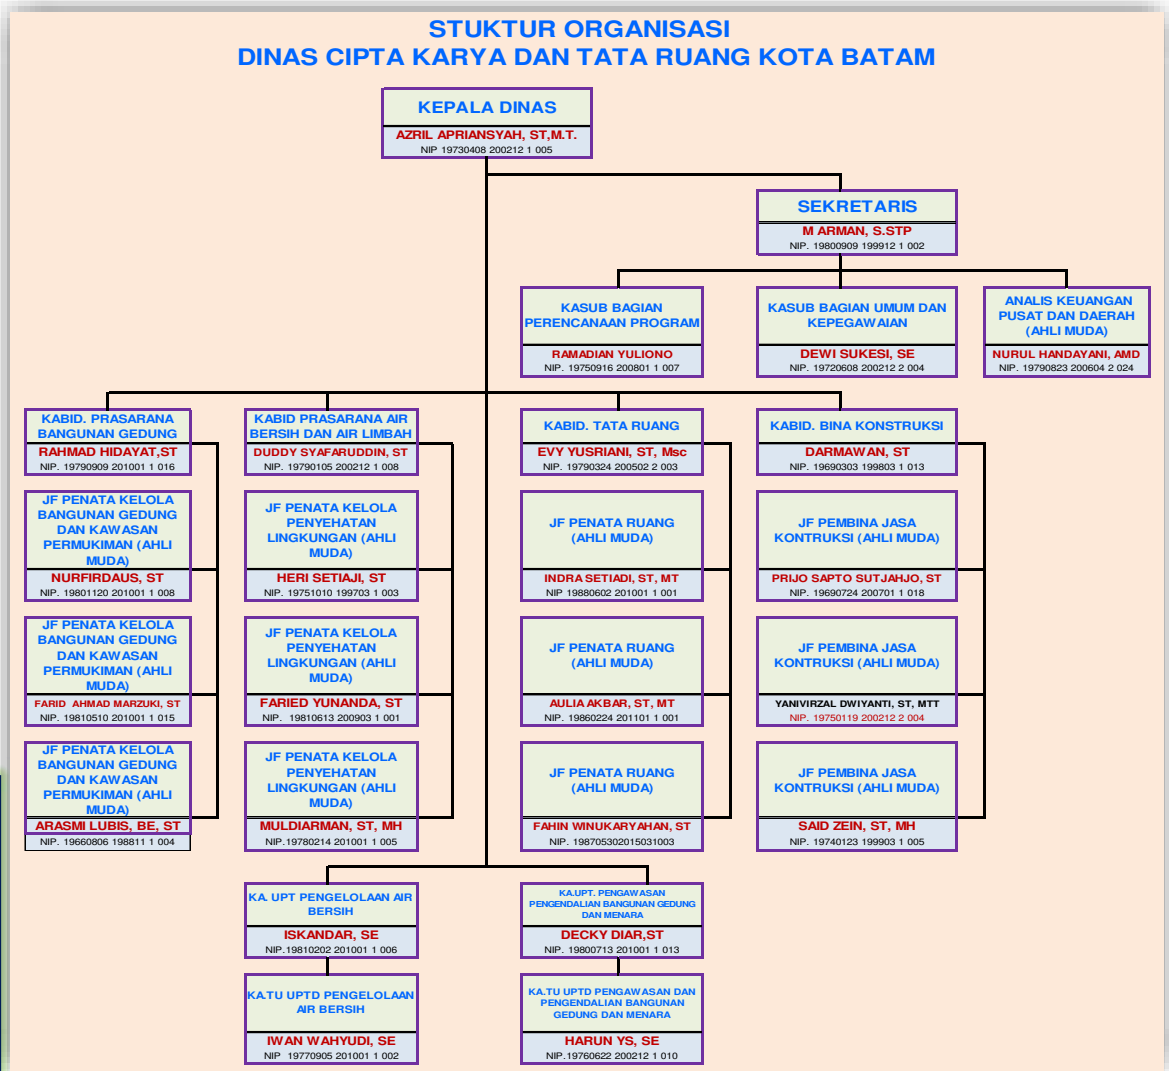 STUKTUR ORGANISASI
DINAS CIPTA KARYA DAN TATA RUANG KOTA BATAM
KEPALA DINAS
AZRIL APRIANSYAH, ST,M.T.
NIP 19730408 200212 1 005
SEKRETARIS
M ARMAN, S.STP
NIP. 19800909 199912 1 002
KASUB BAGIAN
PERENCANAAN PROGRAM
RAMADIAN YULIONO
NIP. 19750916 200801 1 007
KASUB BAGIAN UMUM DAN
KEPEGAWAIAN
DEWI SUKESI, SE
NIP. 19720608 200212 2 004
ANALIS KEUANGAN
PUSAT DAN DAERAH
(AHLI MUDA)
NURUL HANDAYANI, AMD
NIP. 19790823 200604 2 024
KABID. PRASARANA
BANGUNAN GEDUNG
RAHMAD HIDAYAT,ST
NIP. 19790909 201001 1 016
JF PENATA KELOLA
BANGUNAN GEDUNG
DAN KAWASAN
PERMUKIMAN (AHLI
MUDA)
NURFIRDAUS, ST
NIP. 19801120 201001 1 008
JF PENATA KELOLA
BANGUNAN GEDUNG
DAN KAWASAN
PERMUKIMAN (AHLI
MUDA)
FARID AHMAD MARZUKI, ST
NIP. 19810510 201001 1 015
JF PENATA KELOLA
BANGUNAN GEDUNG
DAN KAWASAN
PERMUKIMAN (AHLI
MUDA)
ARASMI LUBIS, BE, ST
NIP. 19660806 198811 1 004
KABID PRASARANA AIR
BERSIH DAN AIR LIMBAH
DUDDY SYAFARUDDIN, ST
NIP. 19790105 200212 1 008
JF PENATA KELOLA
PENYEHATAN
LINGKUNGAN (AHLI
MUDA)
HERI SETIAJI, ST
NIP. 19751010 199703 1 003
JF PENATA KELOLA
PENYEHATAN
LINGKUNGAN (AHLI
MUDA)
FARIED YUNANDA, ST
NIP. 19810613 200903 1 001
JF PENATA KELOLA
PENYEHATAN
LINGKUNGAN (AHLI
MUDA)
MULDIARMAN, ST, MH
NIP.19780214 201001 1 005
KABID. TATA RUANG
EVY YUSRIANI, ST, Msc
NIP. 19790324 200502 2 003
JF PENATA RUANG
(AHLI MUDA)
INDRA SETIADI, ST, MT
NIP 19880602 201001 1 001
JF PENATA RUANG
(AHLI MUDA)
AULIA AKBAR, ST, MT
NIP. 19860224 201101 1 001
JF PENATA RUANG
(AHLI MUDA)
FAHIN WINUKARYAHAN, ST
NIP. 198705302015031003
KABID. BINA KONSTRUKSI
DARMAWAN, ST
NIP. 19690303 199803 1 013
JF PEMBINA JASA
KONTRUKSI (AHLI MUDA)
PRIJO SAPTO SUTJAHJO, ST
NIP. 19690724 200701 1 018
JF PEMBINA JASA
KONTRUKSI (AHLI MUDA)
YANIVIRZAL DWIYANTI, ST, MTT
NIP. 19750119 200212 2 004
JF PEMBINA JASA
KONTRUKSI (AHLI MUDA)
SAID ZEIN, ST, MH
NIP. 19740123 199903 1 005
KA. UPT PENGELOLAAN AIR
BERSIH
ISKANDAR, SE
NIP.19810202 201001 1 006
KA.UPT. PENGAWASAN
PENGENDALIAN BANGUNAN GEDUNG
DAN MENARA
DECKY DIAR,ST
NIP. 19800713 201001 1 013
KA.TU UPTD PENGELOLAAN
AIR BERSIH
IWAN WAHYUDI, SE
NIP 19770905 201001 1 002
KA.TU UPTD PENGAWASAN DAN
PENGENDALIAN BANGUNAN
GEDUNG DAN MENARA
HARUN YS, SE
NIP.19760622 200212 1 010